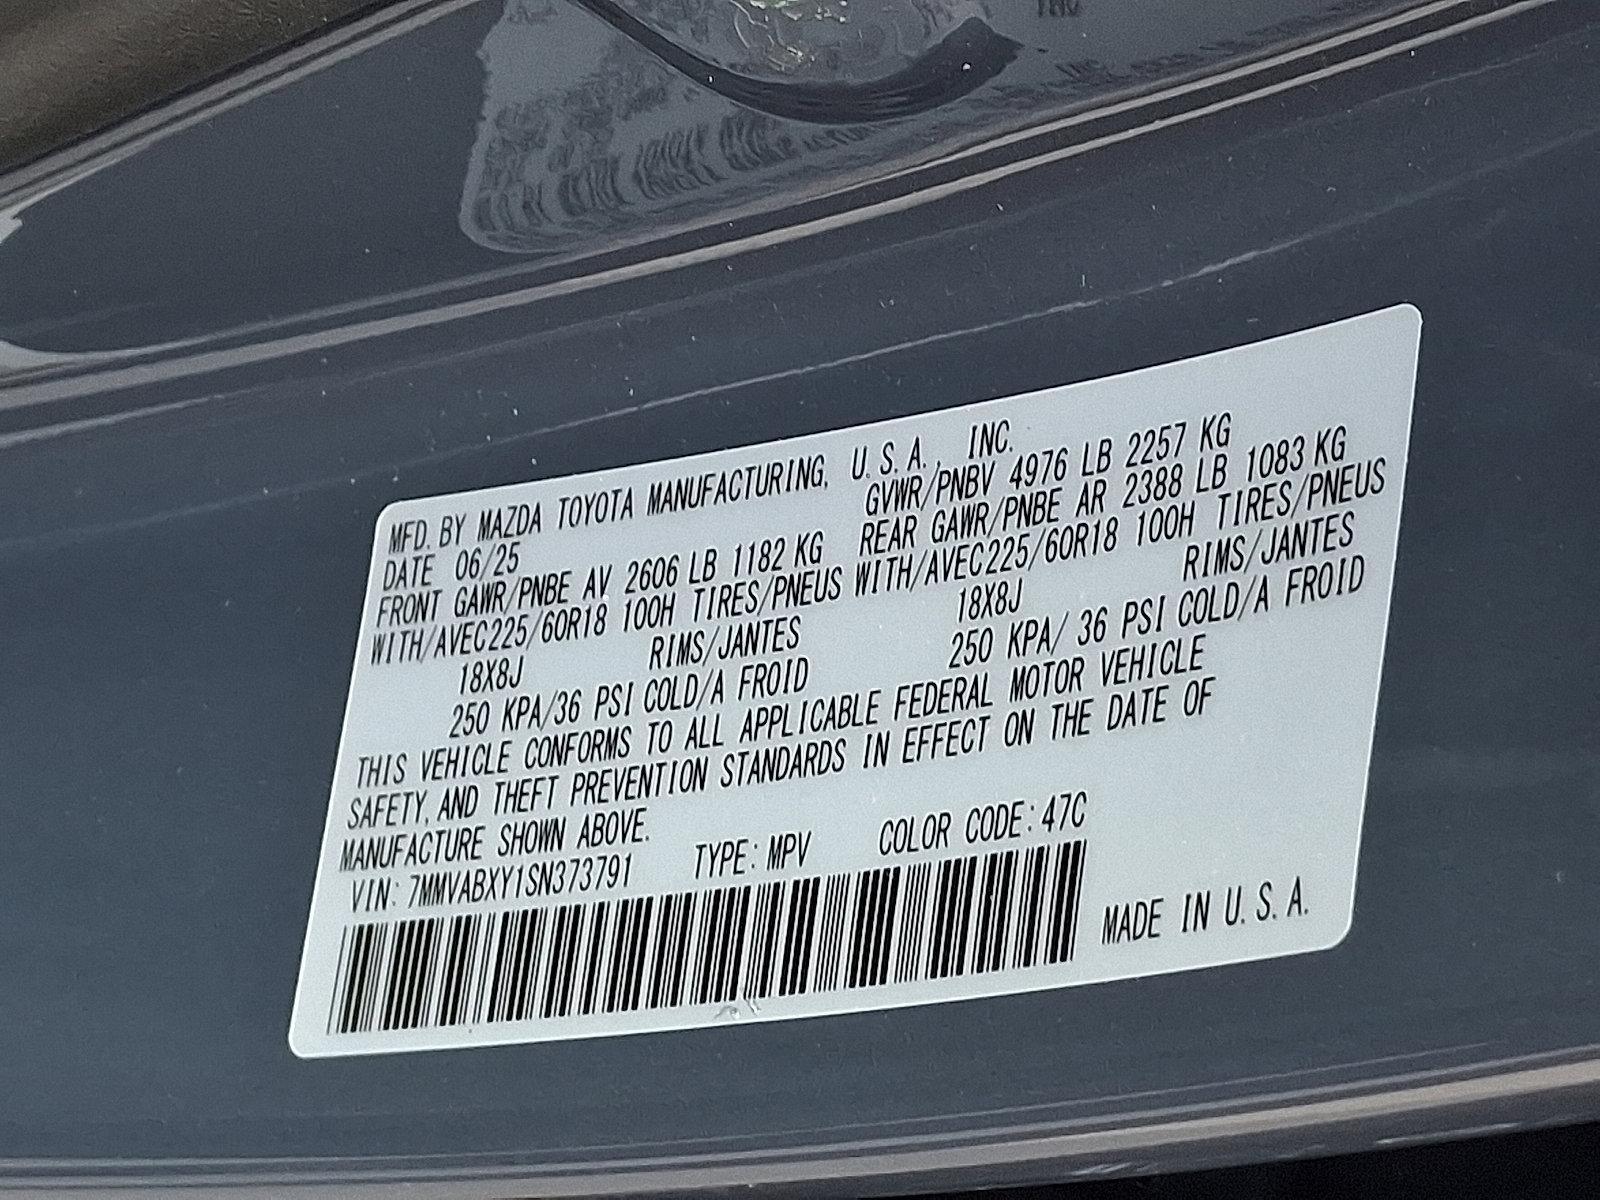 MFD. BY MAZDA TOYOTA MANUFACTURING, U.S.A., INC.
DATE 06/25 GVWR/PNBV 4976 LB 2257 KG
FRONT GAWR/PNBE AV 2606 LB 1182 KG REAR GAWR/PNBE AR 2388 LB 1083 KG
WITH/AVEC225/60R18 100H TIRES/PNEUS WITH/AVEC225/60R18 100H TIRES/PNEUS
18X8J RIMS/JANTES 18X8J RIMS/JANTES
250 KPA/36 PSI COLD/A FROID 250 KPA/ 36 PSI COLD/A FROID
THIS VEHICLE CONFORMS TO ALL APPLICABLE FEDERAL MOTOR VEHICLE
SAFETY, AND THEFT PREVENTION STANDARDS IN EFFECT ON THE DATE OF
MANUFACTURE SHOWN ABOVE.
VIN: 7MMVABXY1SN373791 TYPE: MPV COLOR CODE: 47C
MADE IN U.S.A.